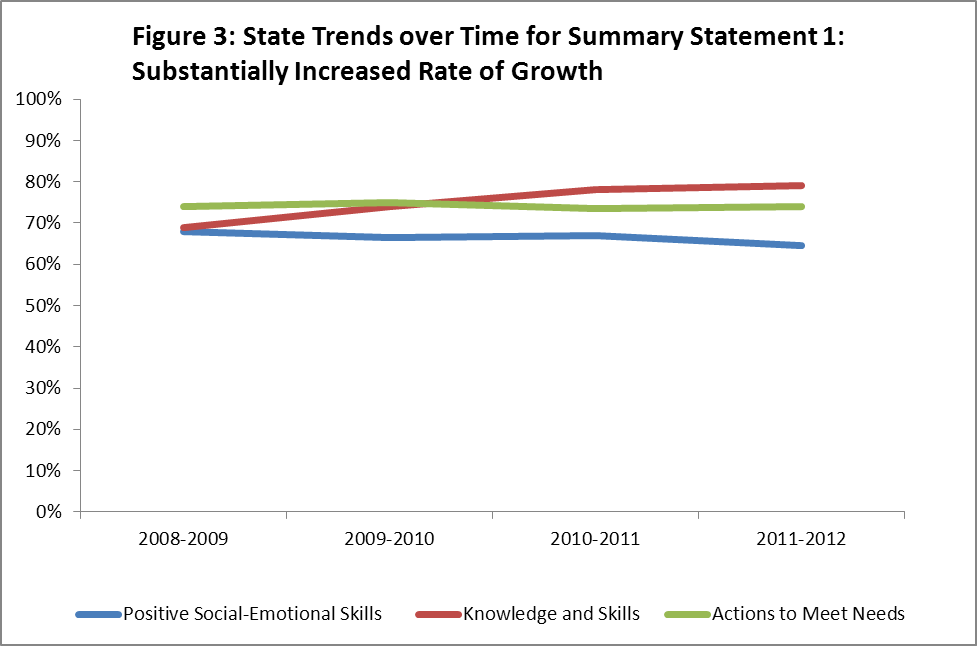 Figure 3: State Trends over Time for Summary Statement 1:
Substantially Increased Rate of Growth
100%
90%
80%
70%
60%
50%
40%
30%
20%
10%
0%
2008-2009 2009-2010 2010-2011 2011-2012
Positive Social-Emotional Skills Knowledge and Skills Actions to Meet Needs